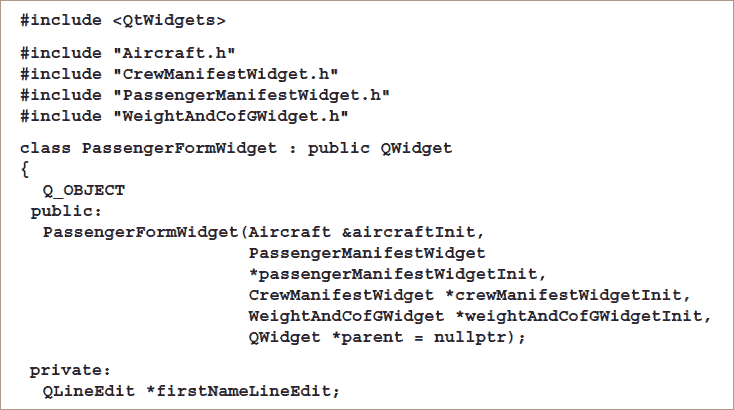 #include <QtWidgets>
#include "Aircraft.h"
#include "CrewManifestWidget.h"
#include "PassengerManifestWidget.h"
#include "WeightAndCofGWidget.h"
class PassengerFormWidget : public QWidget
{
Q_OBJECT
public:
PassengerFormWidget(Aircraft &aircraftInit,
PassengerManifestWidget
*passengerManifestWidgetInit,
CrewManifestWidget *crewManifestWidgetInit,
WeightAndCofGWidget *weightAndCofGWidgetInit,
QWidget *parent = nullptr);
private:
QLineEdit *firstNameLineEdit;